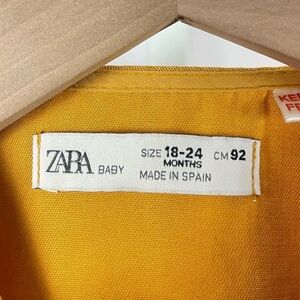 ZARA BABY
SIZE 18-24 CM 92
MONTHS
MADE IN SPAIN